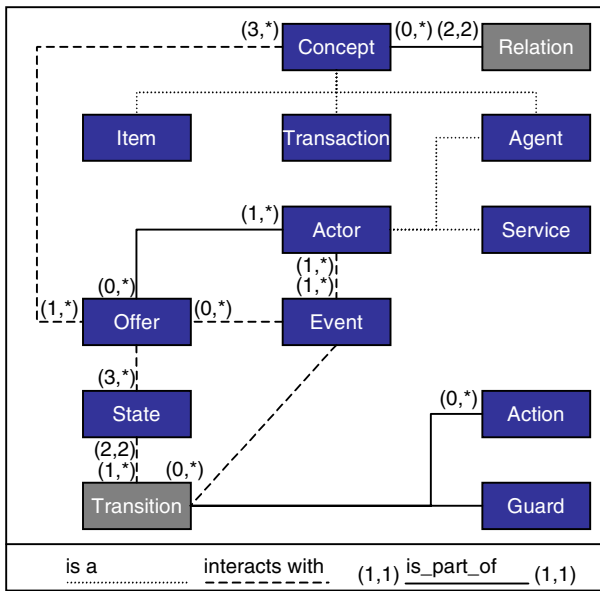 (3,*)
Concept
(0,*)
(2,2)
Relation
Item
Transaction
Agent
(1,*)
Actor
Service
(1,*)
(1,*)
(0,*)
(1,*)
Offer
(0,*)
Event
(3,*)
State
(0,*)
Action
(2,2)
(1,*)
(0,*)
Transition
Guard
is a
interacts with
(1,1)
is_part_of
(1,1)